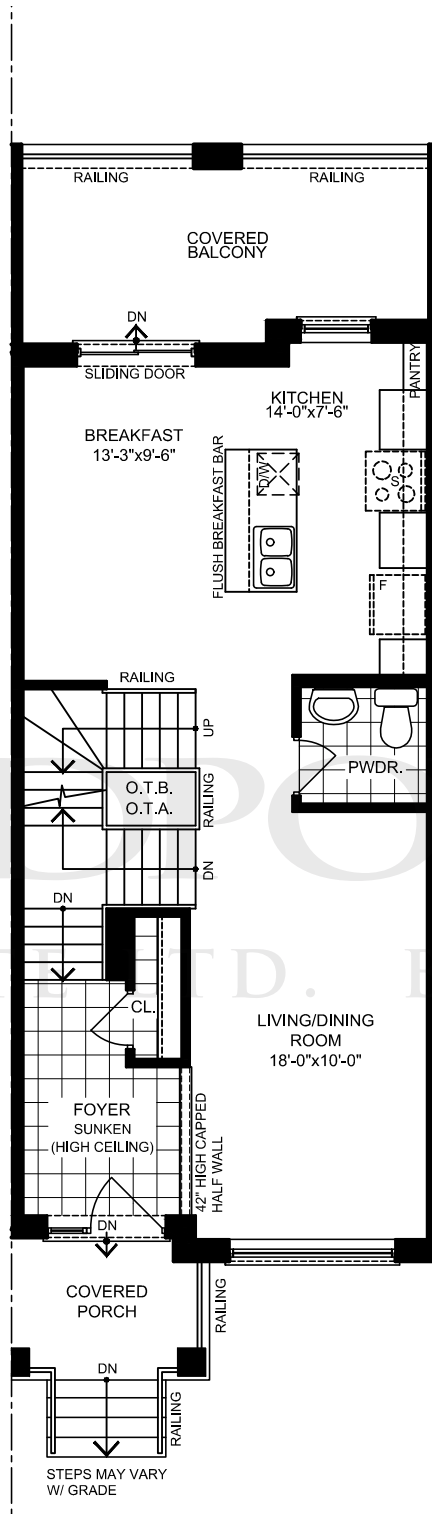 RAILING
RAILING
COVERED
BALCONY
DN
SLIDING DOOR
PANTRY
KITCHEN
14'-0"x7'-6"
BREAKFAST
13'-3"x9'-6"
FLUSH BREAKFAST BAR
D/W
S
F
RAILING
UP
O.T.B.
O.T.A.
RAILING
PWDR.
DN
DN
CL.
LIVING/DINING
ROOM
18'-0"x10'-0"
FOYER
SUNKEN
(HIGH CEILING)
42" HIGH CAPPED
HALF WALL
DN
COVERED
PORCH
RAILING
DN
RAILING
STEPS MAY VARY
W/ GRADE